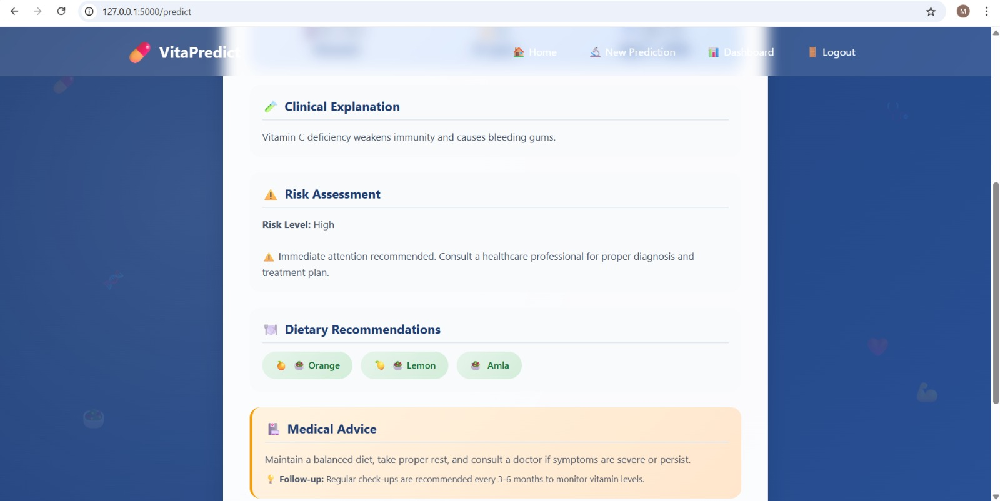 127.0.0.1:5000/predict
M
VitaPredict
Home
New Prediction
Dashboard
Logout
Clinical Explanation
Vitamin C deficiency weakens immunity and causes bleeding gums.
Risk Assessment
Risk Level: High
Immediate attention recommended. Consult a healthcare professional for proper diagnosis and
treatment plan.
Dietary Recommendations
Orange
Lemon
Amla
Medical Advice
Maintain a balanced diet, take proper rest, and consult a doctor if symptoms are severe or persist.
Follow-up: Regular check-ups are recommended every 3-6 months to monitor vitamin levels.